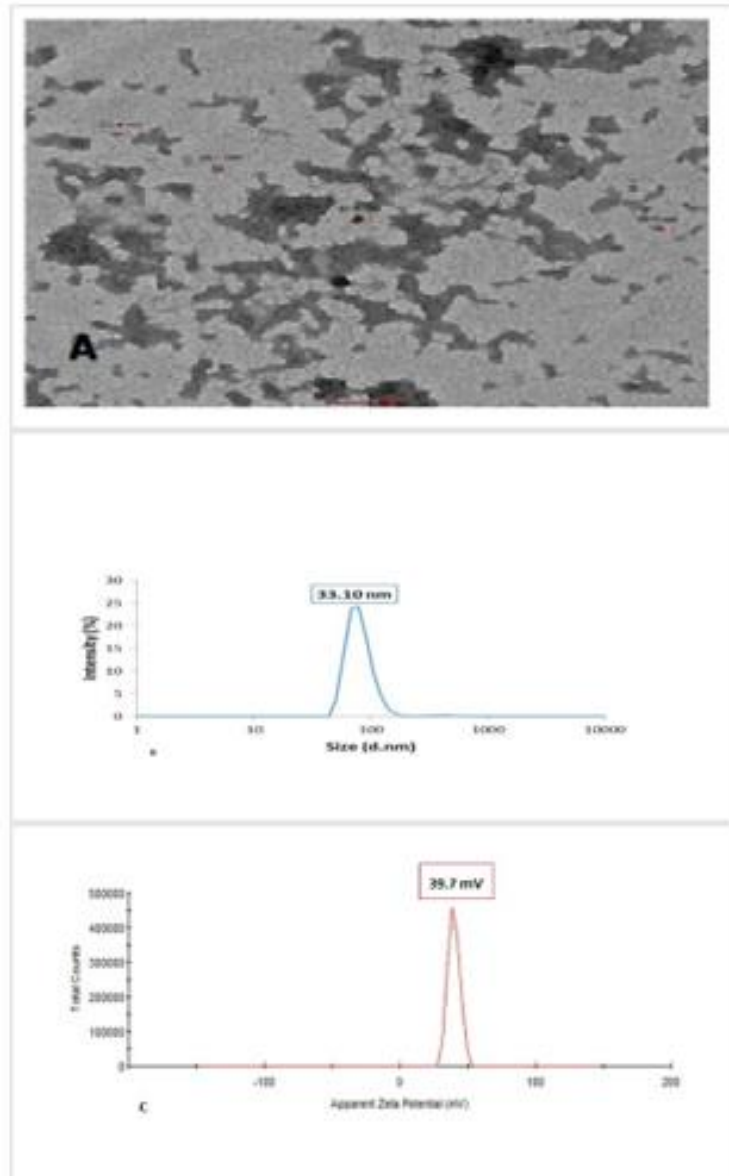 A
33.10 nm
30
25
20
15
10
5
0
Intensity (%)
1 10 100 1000 10000
Size (d.nm)
39.7 mV
500000
400000
300000
200000
100000
0
Total Counts
-100 0 100 200
Apparent Zeta Potential (mV)
C